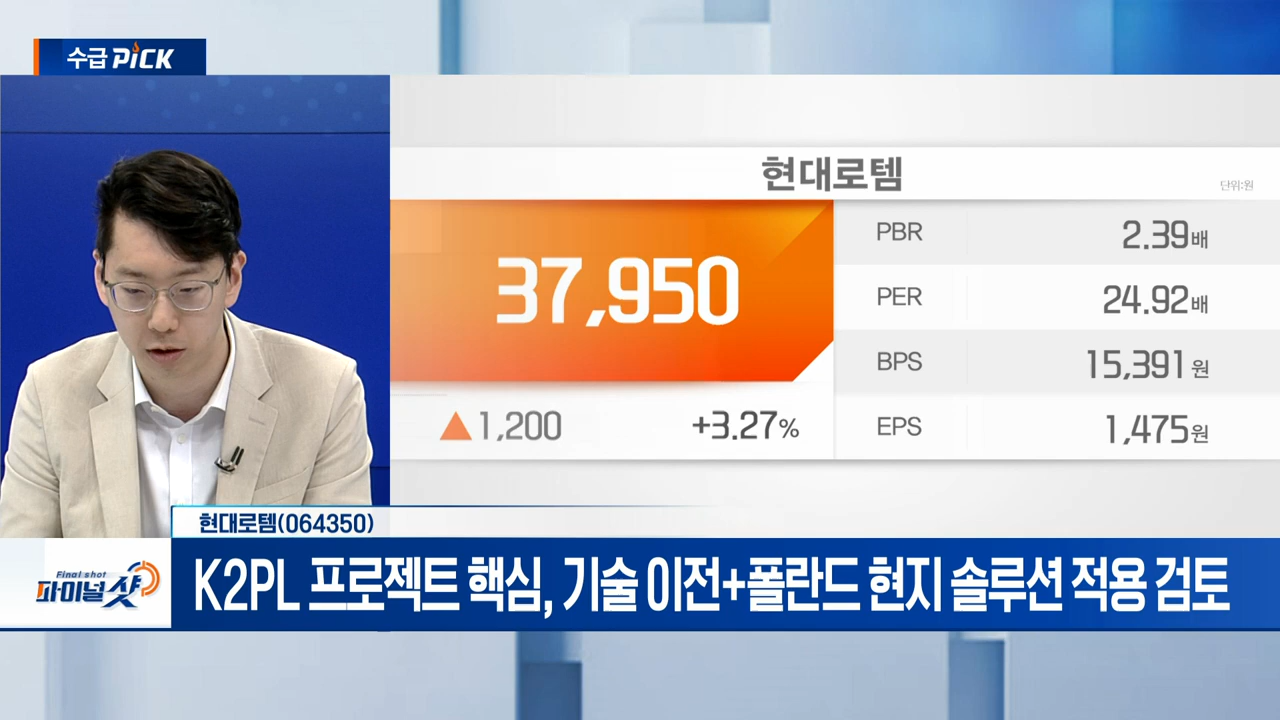 수급 PiCK
현대로템
단위:원
37,950
▲1,200 +3.27%
PBR 2.39배
PER 24.92배
BPS 15,391원
EPS 1,475원
현대로템(064350)
Final shot
파이널샷
K2PL 프로젝트 핵심, 기술 이전+폴란드 현지 솔루션 적용 검토